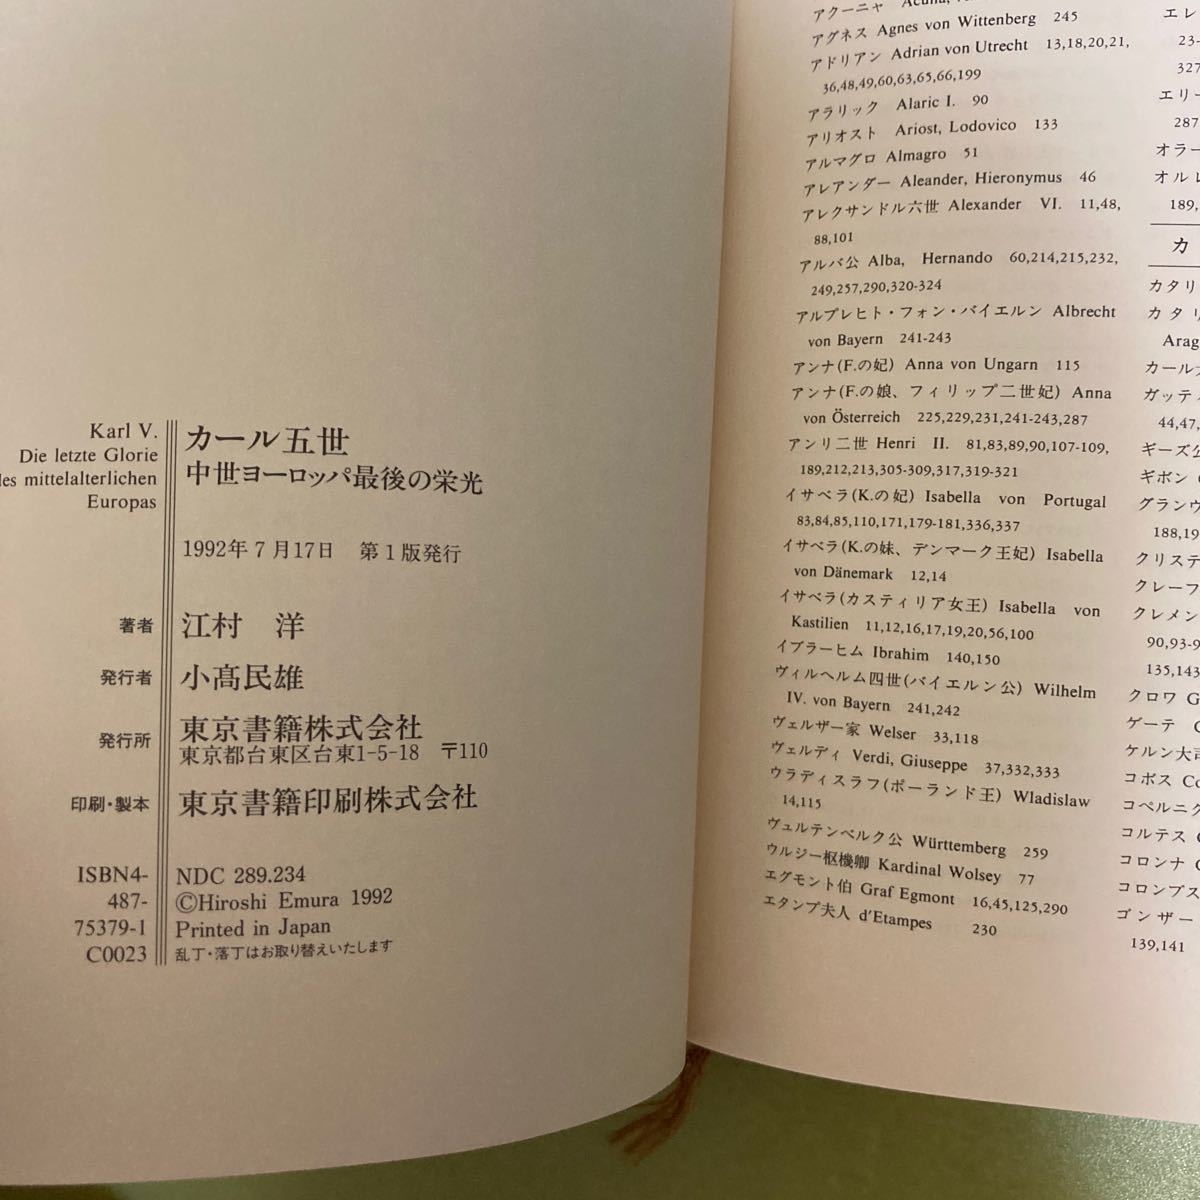 Karl V.
Die letzte Glorie
des mittelalterlichen
Europas
カール五世
中世ヨーロッパ最後の栄光
1992年7月17日 第1版発行
著者 江村 洋
発行者 小髙民雄
発行所 東京書籍株式会社
東京都台東区台東1-5-18 〒110
印刷・製本 東京書籍印刷株式会社
ISBN4-
487-
75379-1
C0023
NDC 289.234
©Hiroshi Emura 1992
Printed in Japan
乱丁・落丁はお取り替えいたします
アクーニャ
アグネス Agnes von Wittenberg 245
アドリアン Adrian von Utrecht 13,18,20,21,
36,48,49,60,63,65,66,199
アラリック Alaric I. 90
アリオスト Ariost, Lodovico 133
アルマグロ Almagro 51
アレアンダー Aleander, Hieronymus 46
アレクサンドル六世 Alexander VI. 11,48,
88,101
アルバ公 Alba, Hernando 60,214,215,232,
249,257,290,320-324
アルブレヒト・フォン・バイエルン Albrecht
von Bayern 241-243
アンナ(F.の妃) Anna von Ungarn 115
アンナ(F.の娘、フィリップ二世妃) Anna
von Österreich 225,229,231,241-243,287
アンリ二世 Henri II. 81,83,89,90,107-109,
189,212,213,305-309,317,319-321
イサベラ(K.の妃) Isabella von Portugal
83,84,85,110,171,179-181,336,337
イサベラ(K.の妹、デンマーク王妃) Isabella
von Dänemark 12,14
イサベラ(カスティリア女王) Isabella von
Kastilien 11,12,16,17,19,20,56,100
イブラーヒム Ibrahim 140,150
ヴィルヘルム四世(バイエルン公) Wilhelm
IV. von Bayern 241,242
ヴェルザー家 Welser 33,118
ヴェルディ Verdi, Giuseppe 37,332,333
ウラディスラフ(ポーランド王) Wladislaw
14,115
ヴュルテンベルク公 Württemberg 259
ウルジー枢機卿 Kardinal Wolsey 77
エグモント伯 Graf Egmont 16,45,125,290
エタンプ夫人 d'Etampes 230
エレ
23-
327
エリー
287
オラー
オルレ
189,
カ
カタリ
カタリ
Arag
カール
ガッティ
44,47,
ギーズ公
ギボン
グランヴ
188,19
クリステ
クレーフ
クレメン
90,93-9
135,143
クロワ G
ゲーテ
ケルン大司
コボス Co
コペルニク
コルテス
コロンナ
コロンブス
ゴンザー
139,141